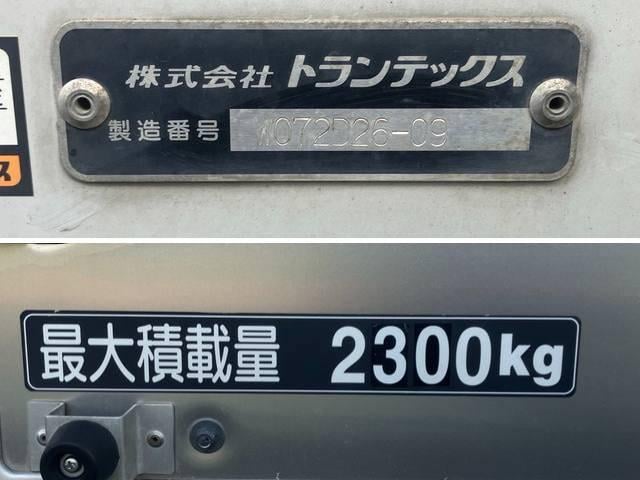 株式会社 トランテックス
製造番号 W072D26-09
最大積載量 2300kg
ス